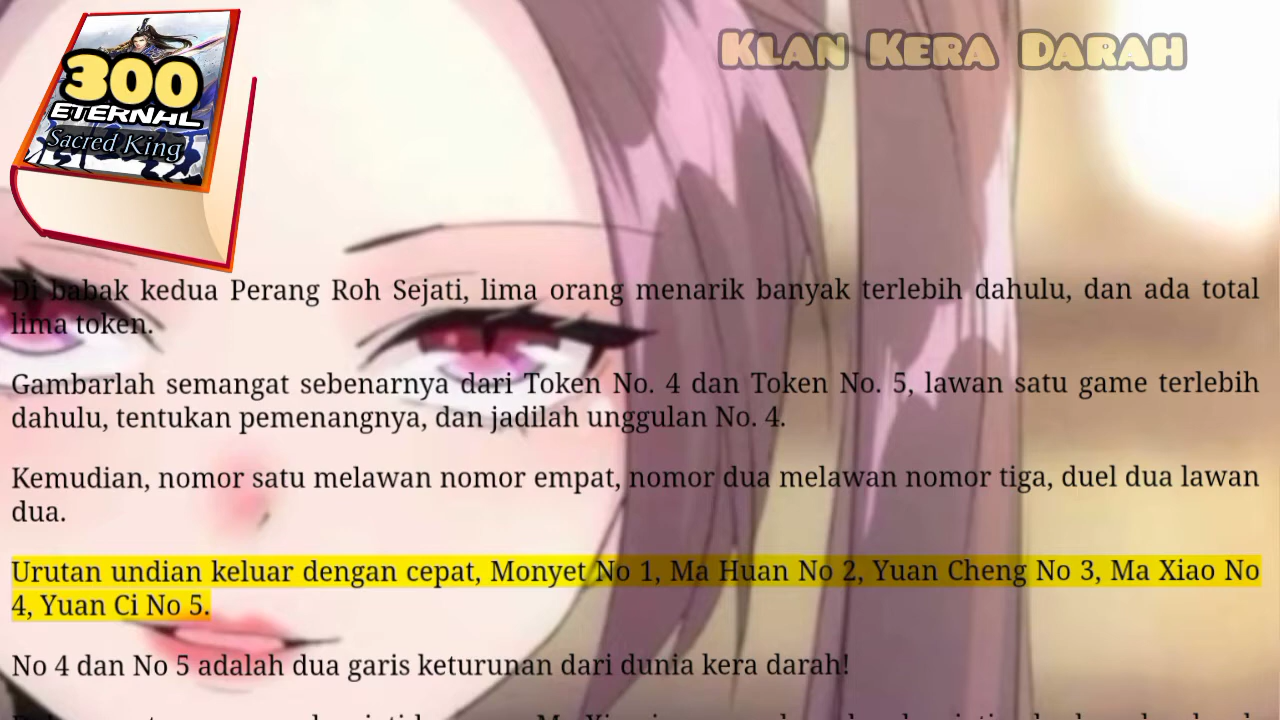 Klan Kera Darah
300
ETERNAL
Sacred King
Di babak kedua Perang Roh Sejati, lima orang menarik banyak terlebih dahulu, dan ada total
lima token.
Gambarlah semangat sebenarnya dari Token No. 4 dan Token No. 5, lawan satu game terlebih
dahulu, tentukan pemenangnya, dan jadilah unggulan No. 4.
Kemudian, nomor satu melawan nomor empat, nomor dua melawan nomor tiga, duel dua lawan
dua.
Urutan undian keluar dengan cepat, Monyet No 1, Ma Huan No 2, Yuan Cheng No 3, Ma Xiao No
4, Yuan Ci No 5.
No 4 dan No 5 adalah dua garis keturunan dari dunia kera darah!